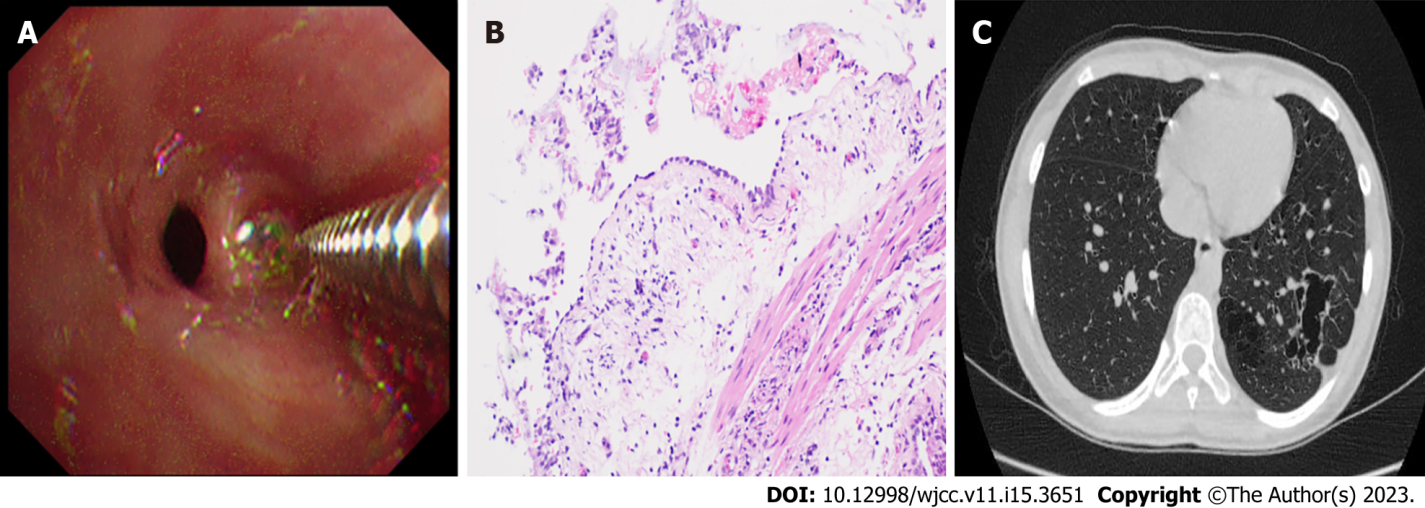 A
B
C
DOI: 10.12998/wjcc.v11.i15.3651 Copyright ©The Author(s) 2023.